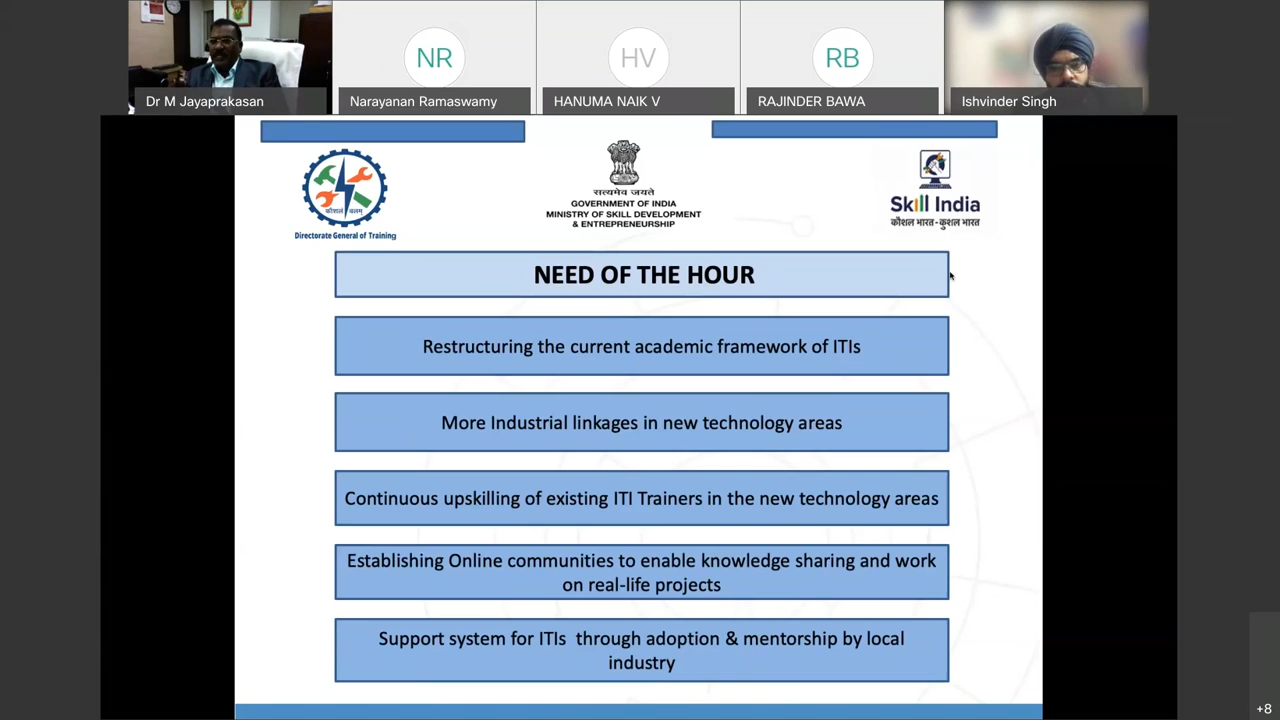 NR
HV
RB
Dr M Jayaprakasan
Narayanan Ramaswamy
HANUMA NAIK V
RAJINDER BAWA
Ishvinder Singh
कौशलं बलम्
Directorate General of Training
सत्यमेव जयते
GOVERNMENT OF INDIA
MINISTRY OF SKILL DEVELOPMENT
& ENTREPRENEURSHIP
Skill India
कौशल भारत - कुशल भारत
NEED OF THE HOUR
Restructuring the current academic framework of ITIs
More Industrial linkages in new technology areas
Continuous upskilling of existing ITI Trainers in the new technology areas
Establishing Online communities to enable knowledge sharing and work
on real-life projects
Support system for ITIs through adoption & mentorship by local
industry
+8